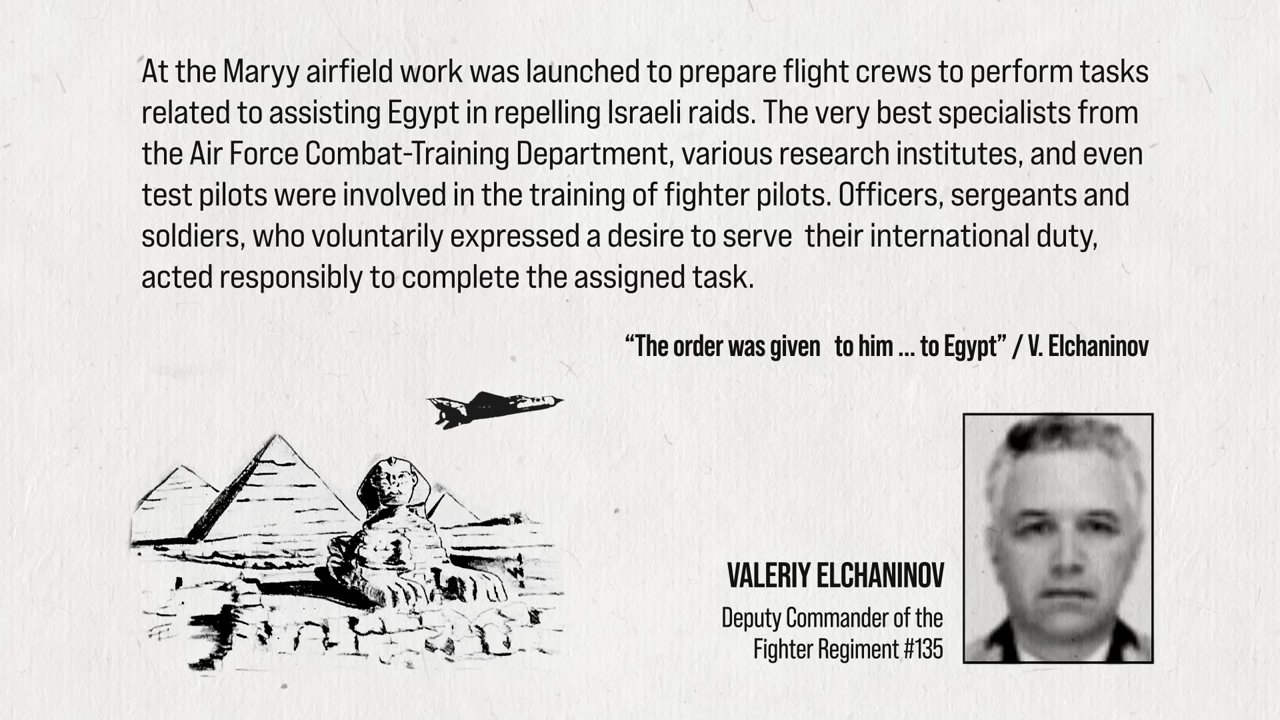 At the Maryy airfield work was launched to prepare flight crews to perform tasks
related to assisting Egypt in repelling Israeli raids. The very best specialists from
the Air Force Combat-Training Department, various research institutes, and even
test pilots were involved in the training of fighter pilots. Officers, sergeants and
soldiers, who voluntarily expressed a desire to serve  their international duty,
acted responsibly to complete the assigned task.
“The order was given  to him ... to Egypt” / V. Elchaninov
VALERIY ELCHANINOV
Deputy Commander of the
Fighter Regiment #135